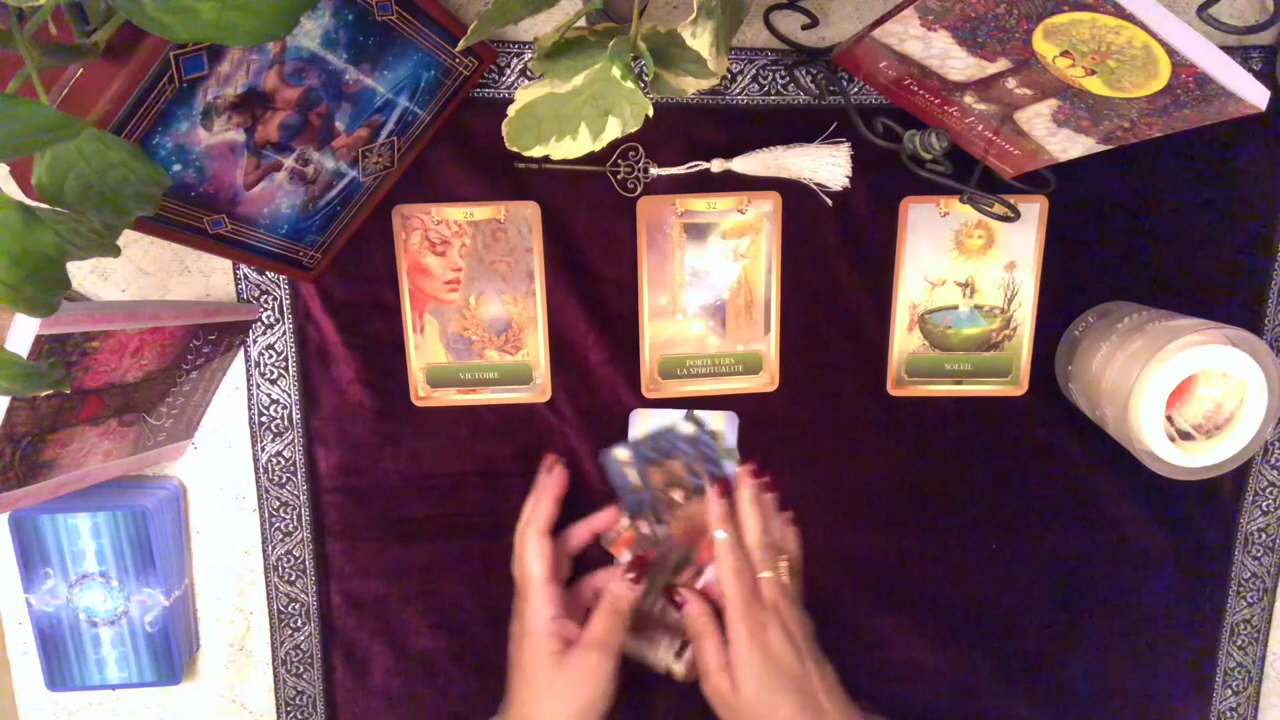 Le Tarot de l'Amour
28
VICTOIRE
32
PORTE VERS
LA SPIRITUALITÉ
SOLEIL